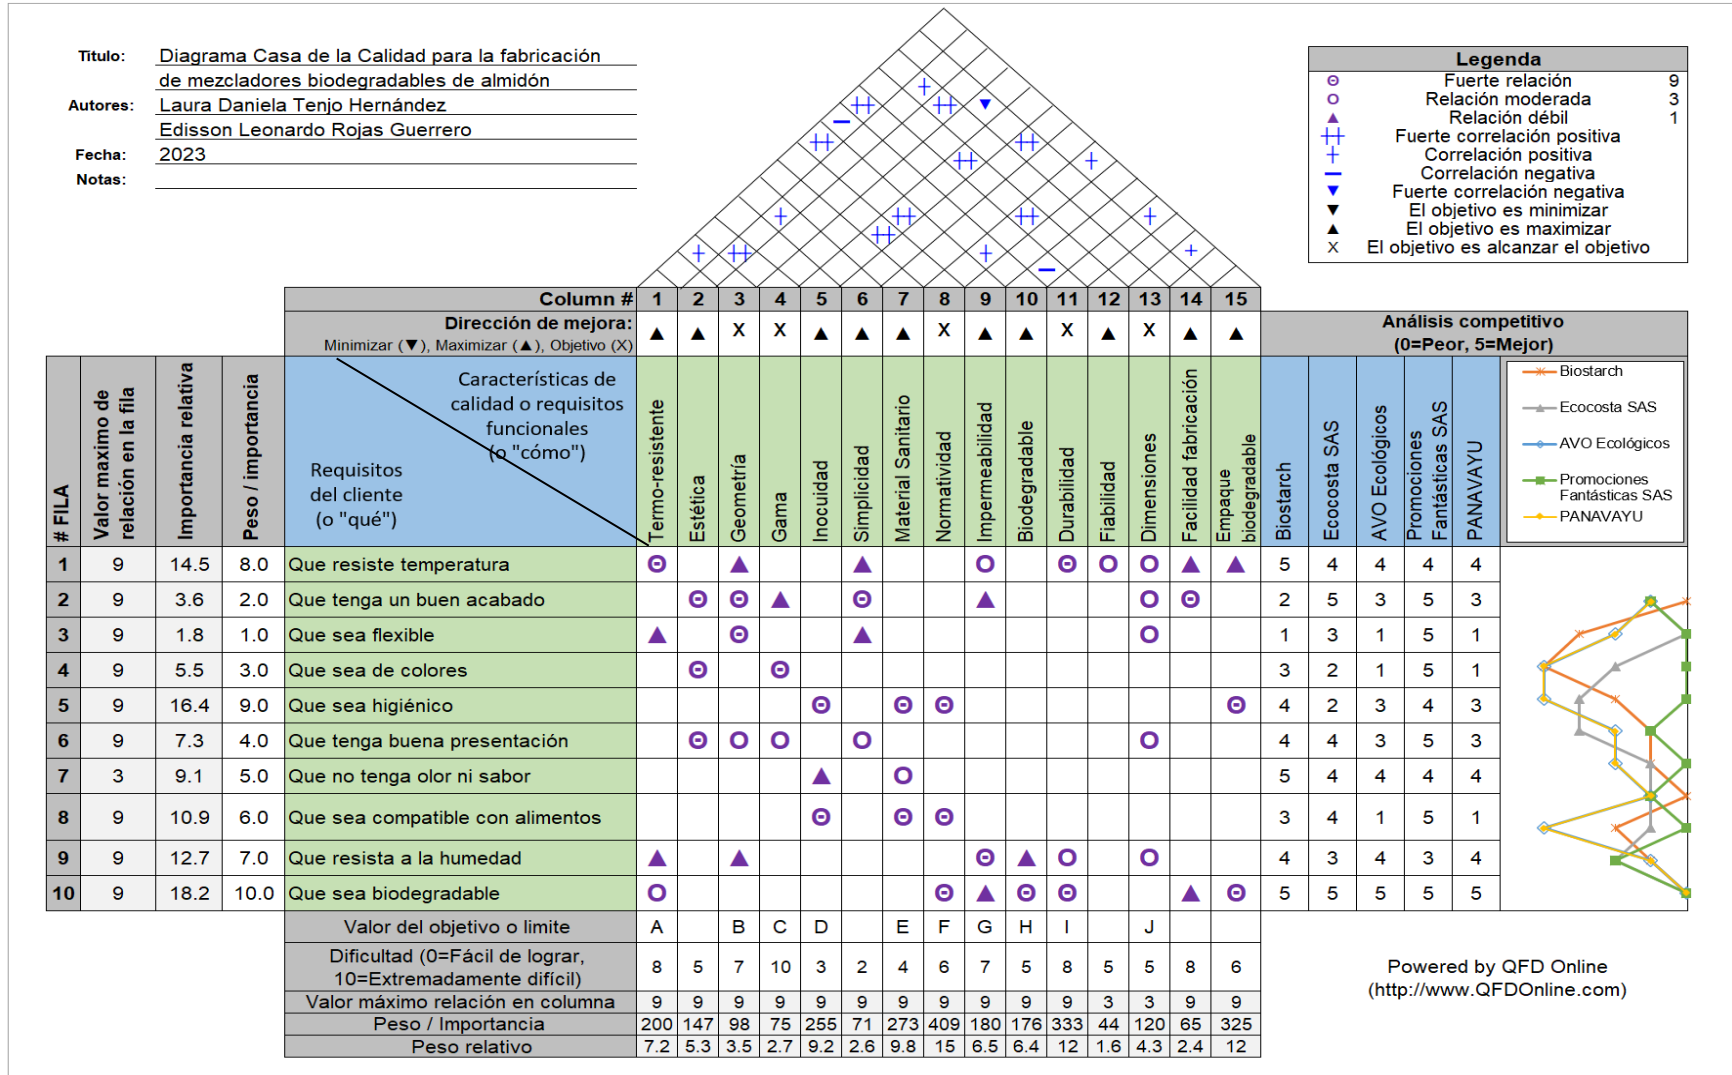 Titulo: Diagrama Casa de la Calidad para la fabricación
de mezcladores biodegradables de almidón
Autores: Laura Daniela Tenjo Hernández
Edisson Leonardo Rojas Guerrero
Fecha: 2023
Notas:
Legenda
Fuerte relación 9
Relación moderada 3
Relación débil 1
Fuerte correlación positiva
Correlación positiva
Correlación negativa
Fuerte correlación negativa
El objetivo es minimizar
El objetivo es maximizar
X El objetivo es alcanzar el objetivo
Column # 1 2 3 4 5 6 7 8 9 10 11 12 13 14 15
Dirección de mejora:
Minimizar (▼), Maximizar (▲), Objetivo (X)
▲ ▲ X X ▲ ▲ ▲ X ▲ ▲ X ▲ X ▲ ▲
Análisis competitivo
(0=Peor, 5=Mejor)
# FILA
Valor maximo de
relación en la fila
Importancia relativa
Peso / importancia
Características de
calidad o requisitos
funcionales
(o "cómo")
Requisitos
del cliente
(o "qué")
Termo-resistente
Estética
Geometría
Gama
Inocuidad
Simplicidad
Material Sanitario
Normatividad
Impermeabilidad
Biodegradable
Durabilidad
Fiabilidad
Dimensiones
Facilidad fabricación
Empaque
biodegradable
Biostarch
Ecocosta SAS
AVO Ecológicos
Promociones
Fantásticas SAS
PANAVAYU
Biostarch
Ecocosta SAS
AVO Ecológicos
Promociones
Fantásticas SAS
PANAVAYU
1 9 14.5 8.0 Que resiste temperatura 5 4 4 4 4
2 9 3.6 2.0 Que tenga un buen acabado 2 5 3 5 3
3 9 1.8 1.0 Que sea flexible 1 3 1 5 1
4 9 5.5 3.0 Que sea de colores 3 2 1 5 1
5 9 16.4 9.0 Que sea higiénico 4 2 3 4 3
6 9 7.3 4.0 Que tenga buena presentación 4 4 3 5 3
7 3 9.1 5.0 Que no tenga olor ni sabor 5 4 4 4 4
8 9 10.9 6.0 Que sea compatible con alimentos 3 4 1 5 1
9 9 12.7 7.0 Que resista a la humedad 4 3 4 3 4
10 9 18.2 10.0 Que sea biodegradable 5 5 5 5 5
Valor del objetivo o limite A B C D E F G H I J
Dificultad (0=Fácil de lograr,
10=Extremadamente difícil) 8 5 7 10 3 2 4 6 7 5 8 5 5 8 6
Valor máximo relación en columna 9 9 9 9 9 9 9 9 9 9 9 3 3 9 9
Peso / Importancia 200 147 98 75 255 71 273 409 180 176 333 44 120 65 325
Peso relativo 7.2 5.3 3.5 2.7 9.2 2.6 9.8 15 6.5 6.4 12 1.6 4.3 2.4 12
Powered by QFD Online
(http://www.QFDOnline.com)